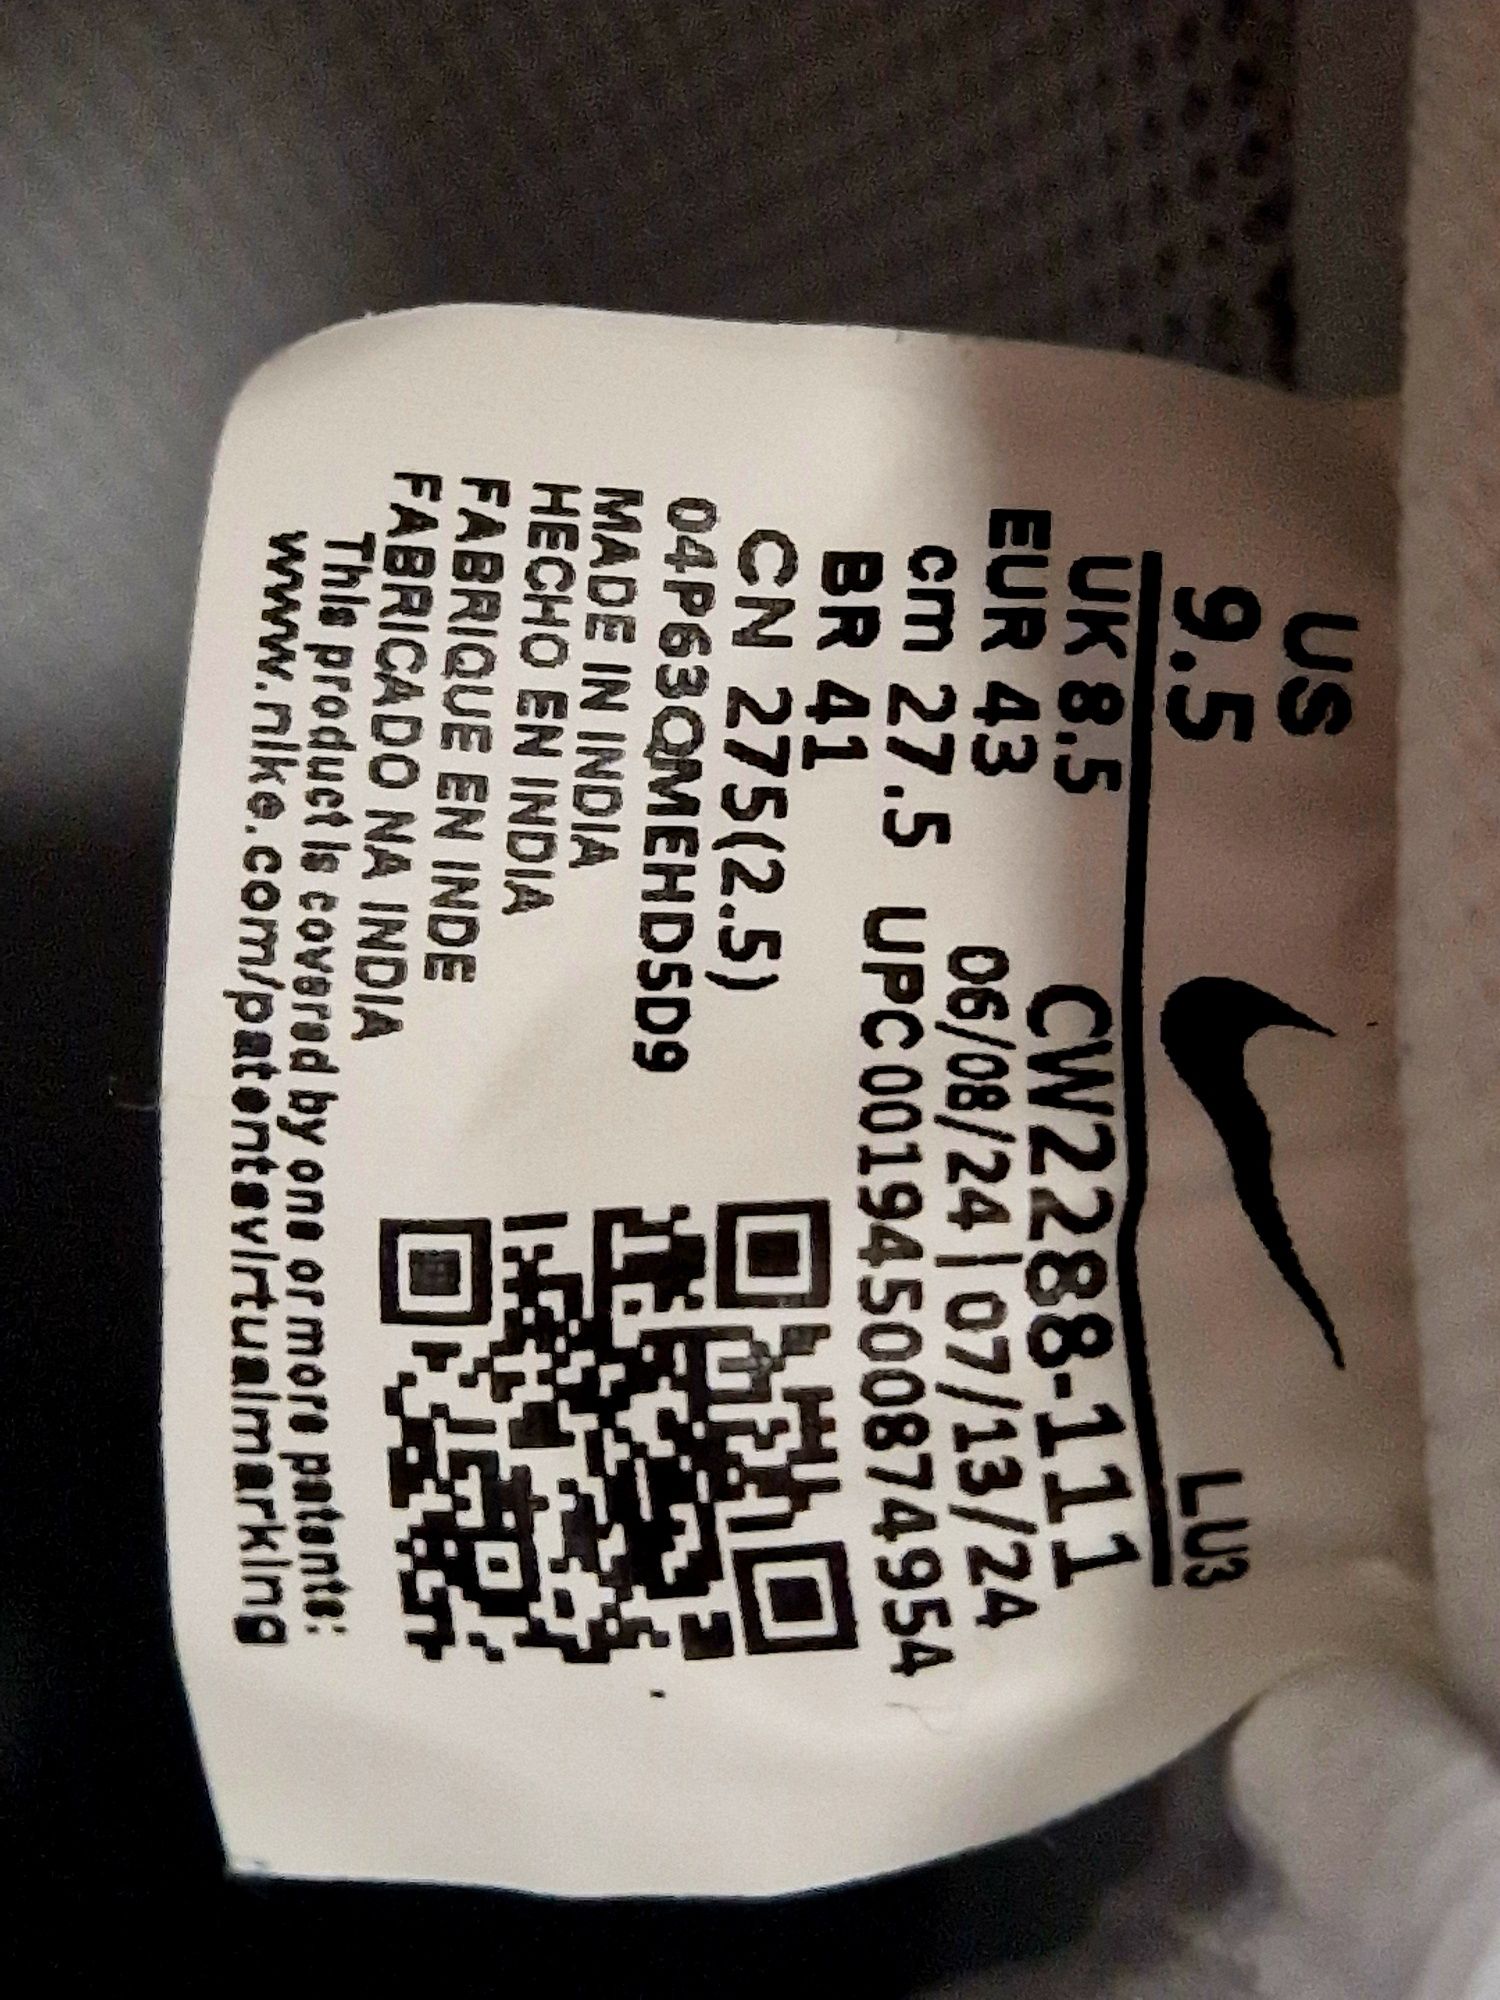 US
9.5
LU3
UK 8.5
CW2288-111
EUR 43
06/08/24|07/13/24
cm 27.5
UPC 00194500874954
BR 41
CN 275(2.5)
04P63QMEHD5D9
MADE IN INDIA
HECHO EN INDIA
FABRIQUE EN INDE
FABRICADO NA INDIA
This product is covered by one or more patents:
www.nike.com/patentsvirtualmarking